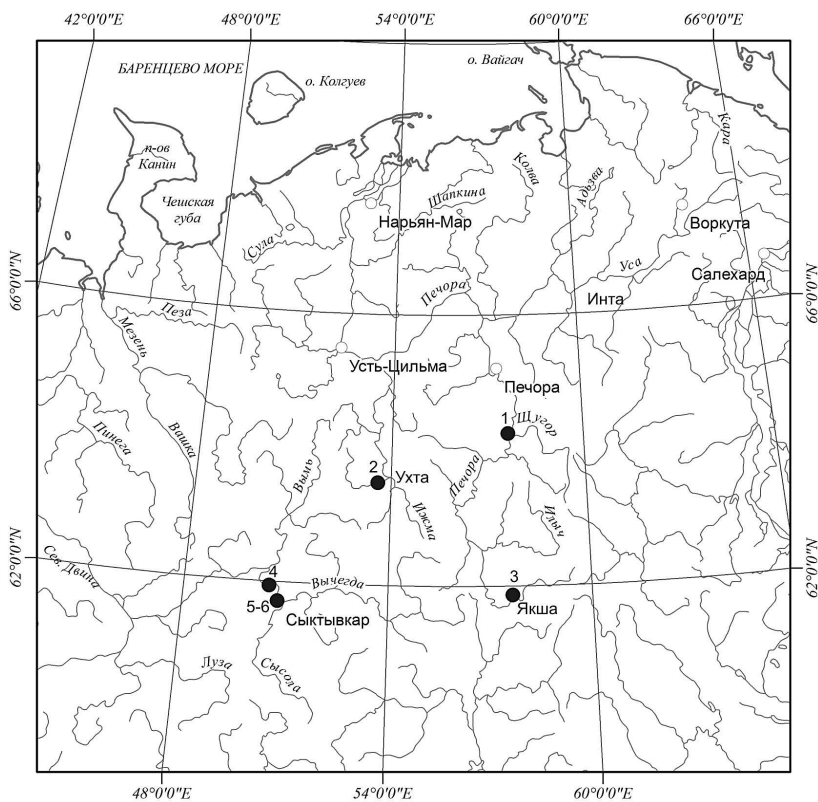 42°0'0"E 48°0'0"E 54°0'0"E 60°0'0"E 66°0'0"E
БАРЕНЦЕВО МОРЕ
о. Вайгач
о. Колгуев
Кара
п-ов
Канин
Колва
Адьзва
Шапкина
Чешская
губа
Нарьян-Мар
Воркута
Сула
Уса
Салехард
66°0'0"N
Печора
Инта
66°0'0"N
Пеза
Мезень
Усть-Цильма
Печора
1
Щугор
Пинега
Вашка
Вымь
2
Ухта
Печора
Ижма
Илыч
62°0'0"N
Сев. Двина
4
Вычегда
3
62°0'0"N
5-6
Сыктывкар
Якша
Луза
Сысола
48°0'0"E 54°0'0"E 60°0'0"E